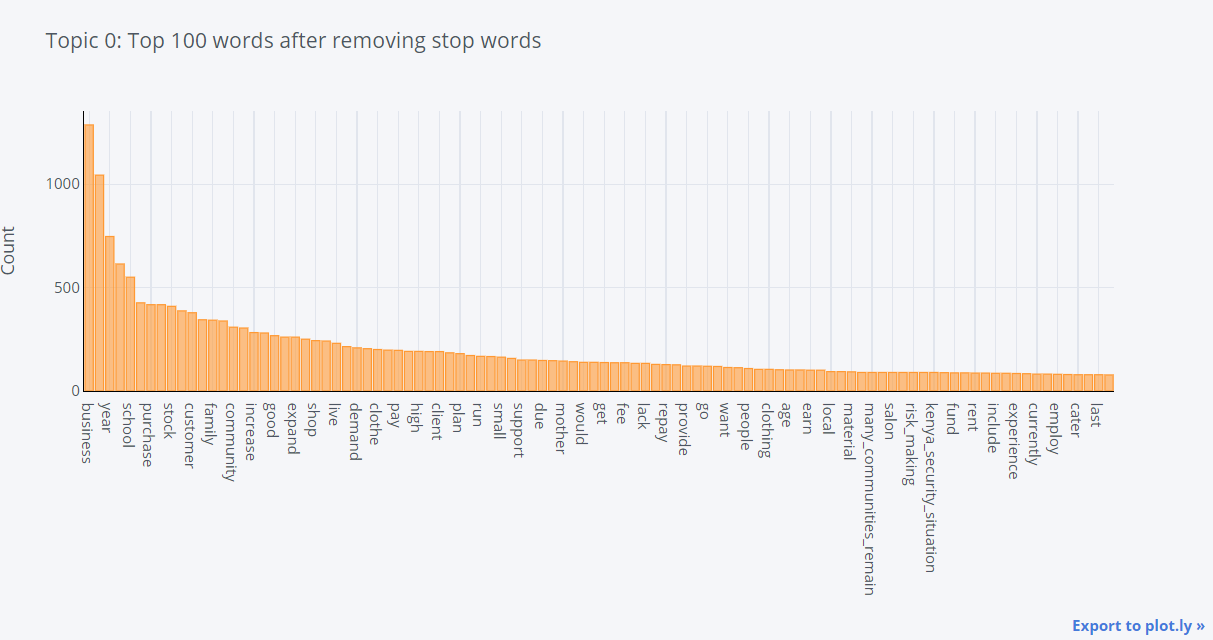 Topic 0: Top 100 words after removing stop words
Count
1000
500
0
business
year
school
purchase
stock
customer
family
community
increase
good
expand
shop
live
demand
clothe
pay
high
client
plan
run
small
support
due
mother
would
get
fee
lack
repay
provide
go
want
people
clothing
age
earn
local
material
many_communities_remain
salon
risk_making
kenya_security_situation
fund
rent
include
experience
currently
employ
cater
last
Export to plot.ly »